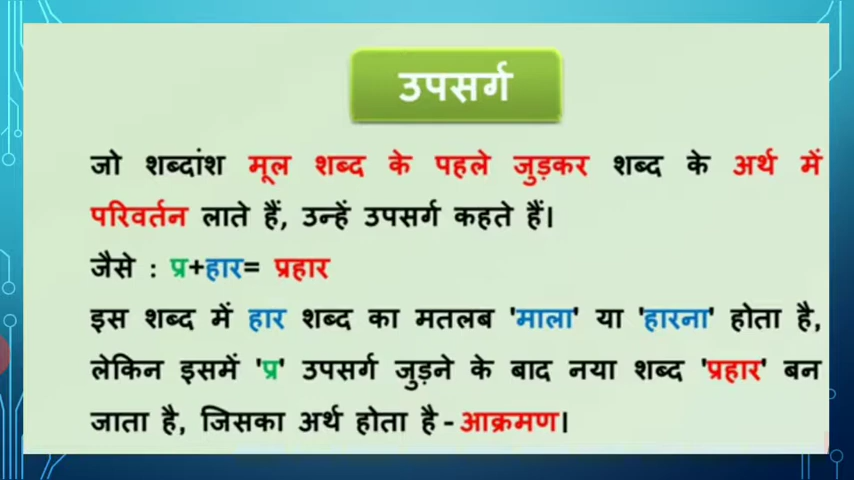 उपसर्ग
जो शब्दांश मूल शब्द के पहले जुड़कर शब्द के अर्थ में
परिवर्तन लाते हैं, उन्हें उपसर्ग कहते हैं।
जैसे : प्र+हार= प्रहार
इस शब्द में हार शब्द का मतलब 'माला' या 'हारना' होता है,
लेकिन इसमें 'प्र' उपसर्ग जुड़ने के बाद नया शब्द 'प्रहार' बन
जाता है, जिसका अर्थ होता है-आक्रमण।